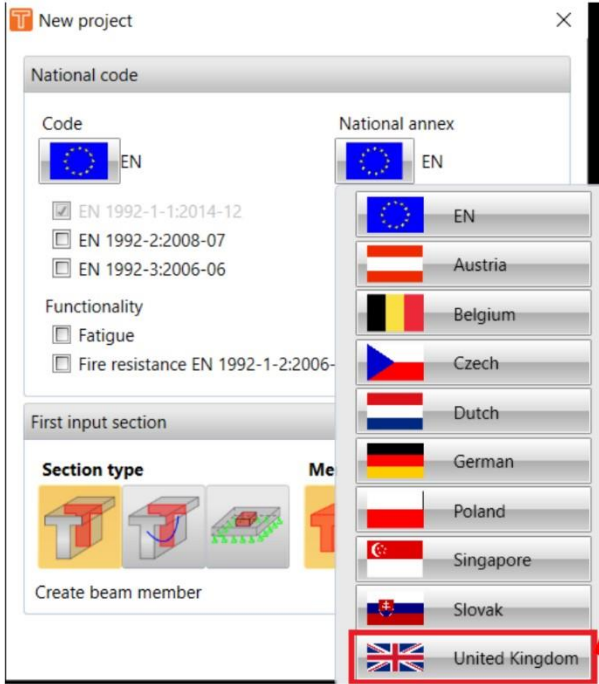 New project
National code
Code
National annex
EN
EN
EN 1992-1-1:2014-12
EN 1992-2:2008-07
EN 1992-3:2006-06
Functionality
Fatigue
Fire resistance EN 1992-1-2:2006-
EN
Austria
Belgium
Czech
Dutch
German
Poland
Singapore
Slovak
United Kingdom
First input section
Section type
Me
Create beam member